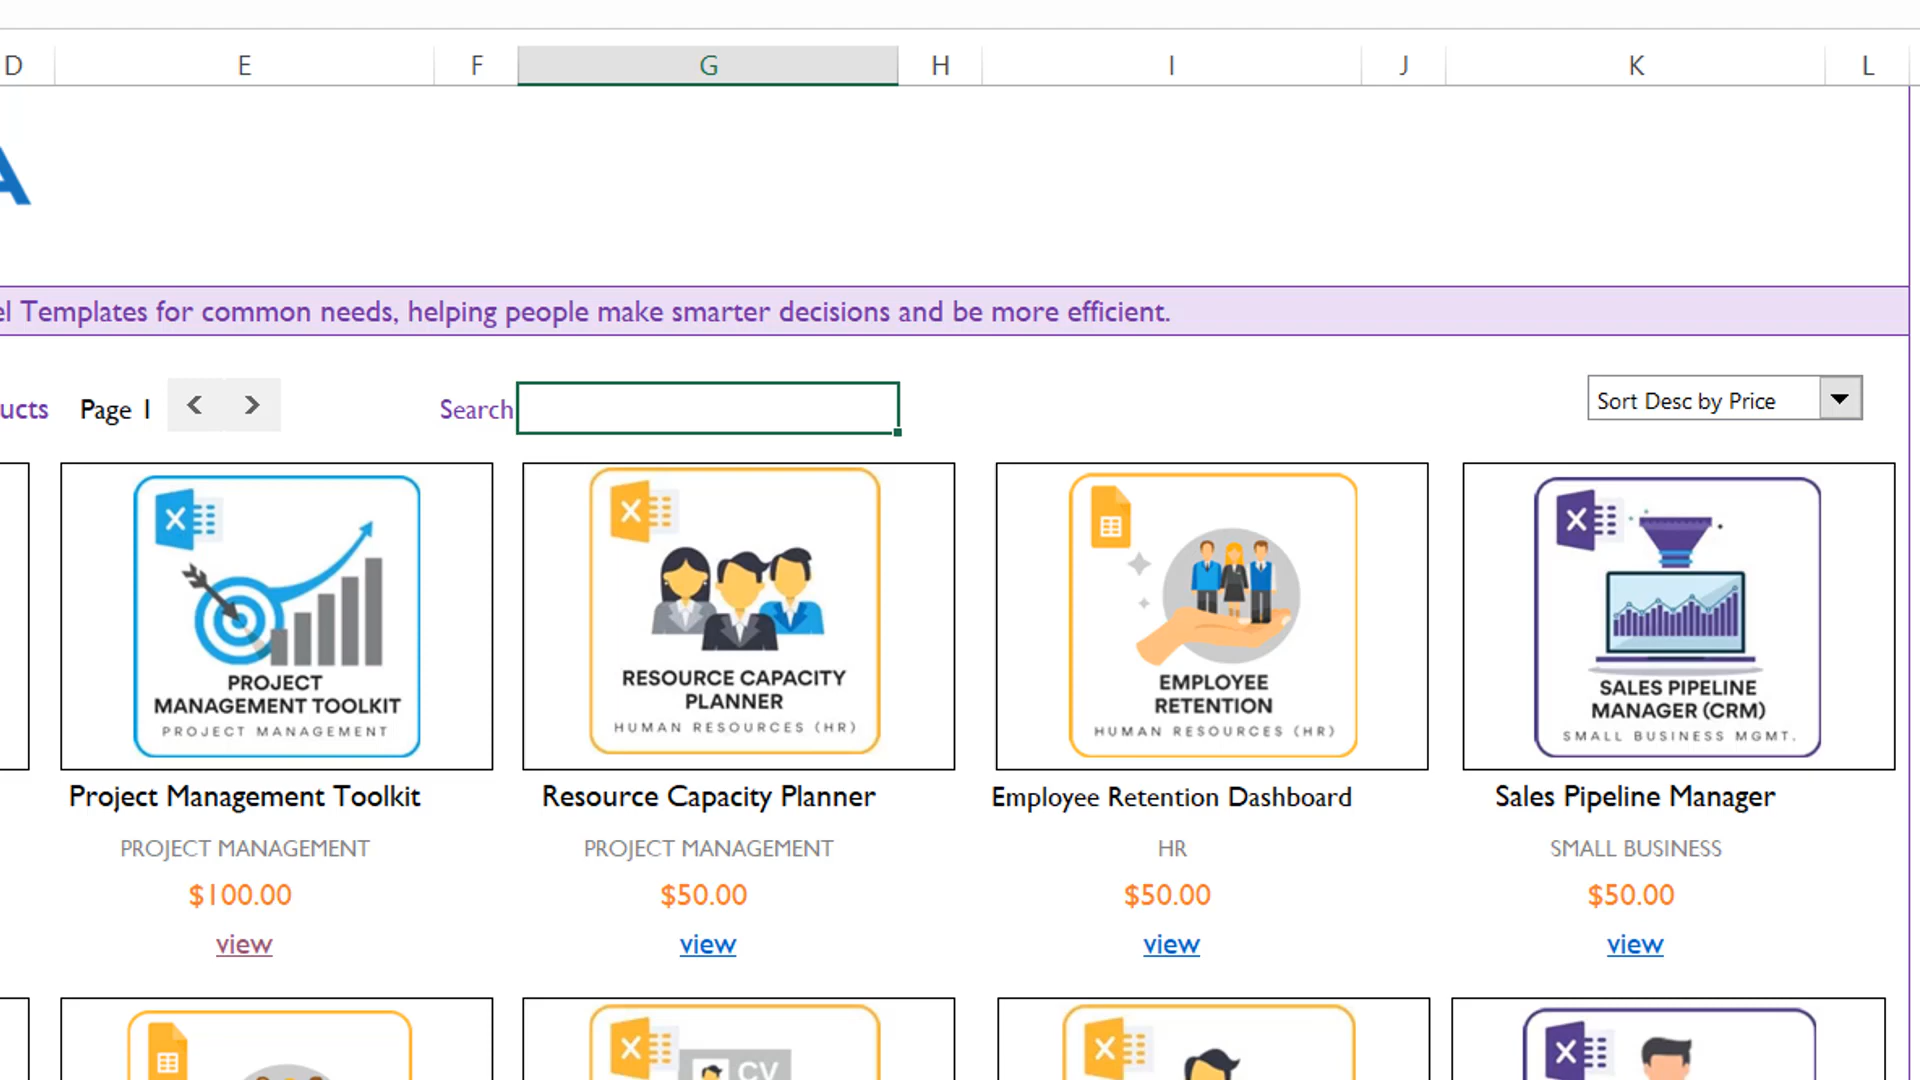 D E F G H I J K L
A
el Templates for common needs, helping people make smarter decisions and be more efficient.
ucts Page 1 < > Search Sort Desc by Price
PROJECT
MANAGEMENT TOOLKIT
PROJECT MANAGEMENT
RESOURCE CAPACITY
PLANNER
HUMAN RESOURCES (HR)
EMPLOYEE
RETENTION
HUMAN RESOURCES (HR)
SALES PIPELINE
MANAGER (CRM)
SMALL BUSINESS MGMT.
Project Management Toolkit Resource Capacity Planner Employee Retention Dashboard Sales Pipeline Manager
PROJECT MANAGEMENT PROJECT MANAGEMENT HR SMALL BUSINESS
$100.00 $50.00 $50.00 $50.00
view view view view
CV